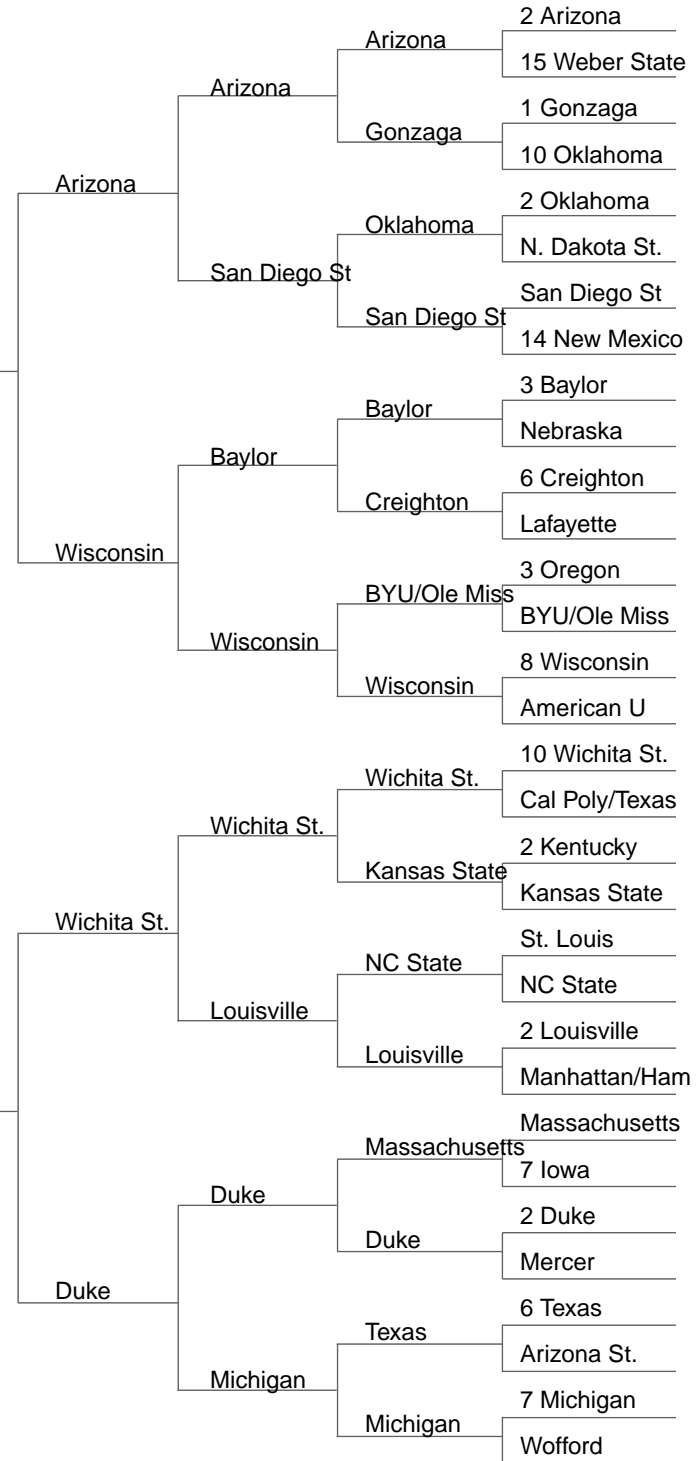 2 Arizona
Arizona
15 Weber State
Arizona
1 Gonzaga
Gonzaga
10 Oklahoma
Arizona
2 Oklahoma
Oklahoma
N. Dakota St.
San Diego St
San Diego St
San Diego St
14 New Mexico
3 Baylor
Baylor
Nebraska
Baylor
6 Creighton
Creighton
Lafayette
Wisconsin
3 Oregon
BYU/Ole Miss
BYU/Ole Miss
Wisconsin
8 Wisconsin
Wisconsin
American U
10 Wichita St.
Wichita St.
Cal Poly/Texas
Wichita St.
2 Kentucky
Kansas State
Kansas State
Wichita St.
St. Louis
NC State
NC State
Louisville
2 Louisville
Louisville
Manhattan/Ham
Massachusetts
Massachusetts
7 Iowa
Duke
2 Duke
Duke
Mercer
Duke
6 Texas
Texas
Arizona St.
Michigan
7 Michigan
Michigan
Wofford